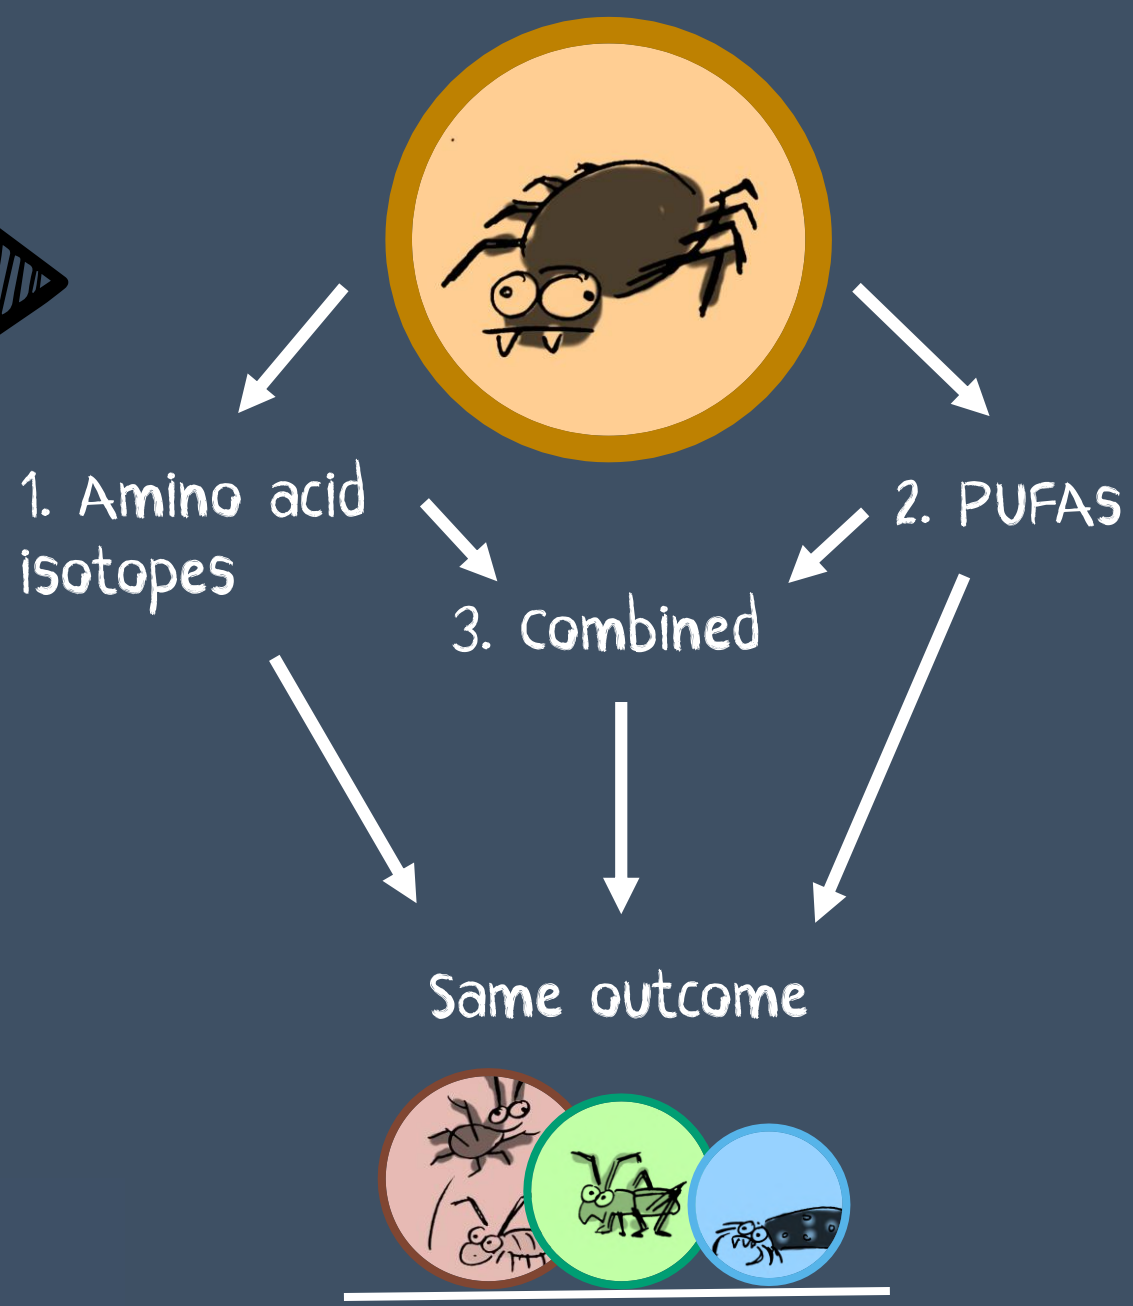 1. Amino acid
isotopes
2. PUFAs
3. Combined
Same outcome